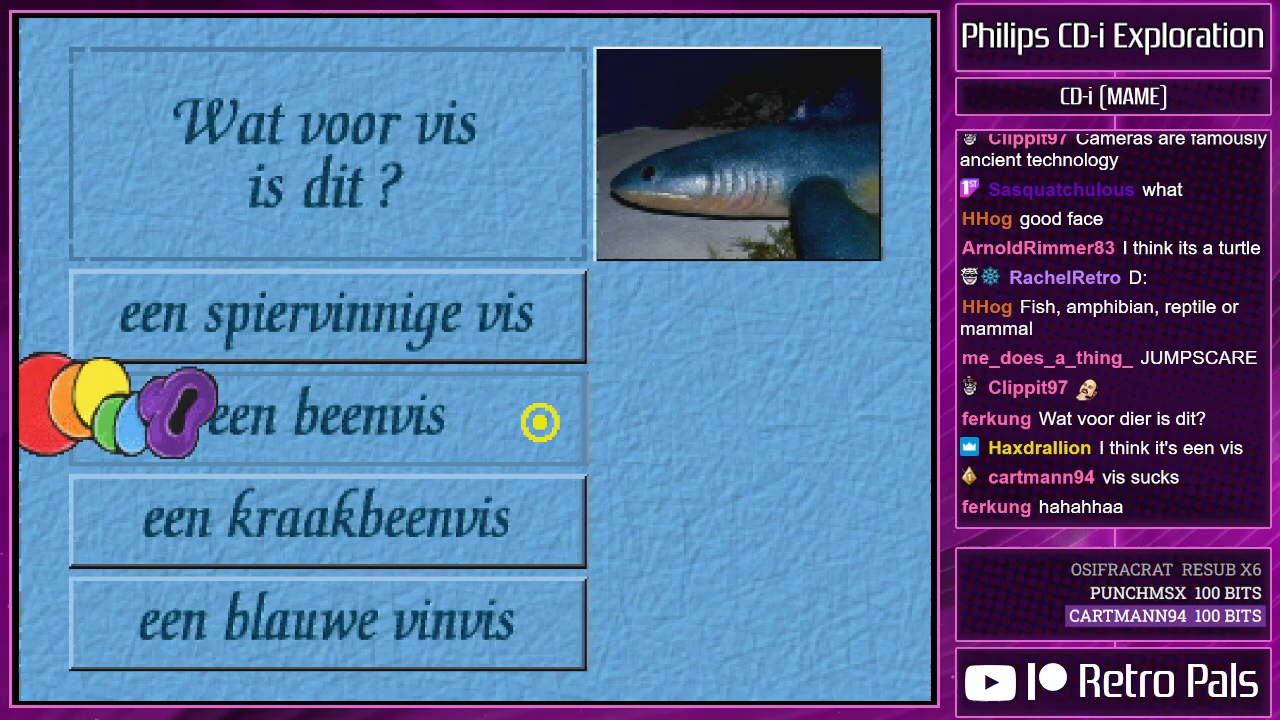 Wat voor vis
is dit ?
een spiervinnige vis
een beenvis
een kraakbeenvis
een blauwe vinvis
Philips CD-i Exploration
CD-i [MAME]
Clippit97 Cameras are famously
ancient technology
1ST Sasquatchulous what
HHog good face
ArnoldRimmer83 I think its a turtle
RachelRetro D:
HHog Fish, amphibian, reptile or
mammal
me_does_a_thing_ JUMPSCARE
Clippit97
ferkung Wat voor dier is dit?
Haxdrallion I think it's een vis
1 cartmann94 vis sucks
ferkung hahahhaa
OSIFRACRAT RESUB X6
PUNCHMSX 100 BITS
CARTMANN94 100 BITS
Retro Pals